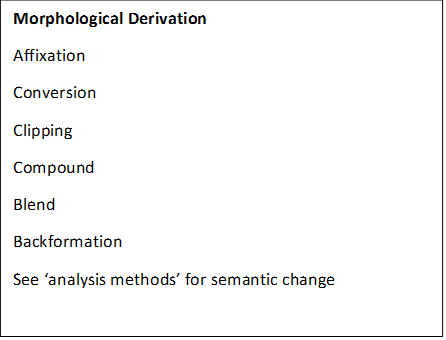 Morphological Derivation
Affixation
Conversion
Clipping
Compound
Blend
Backformation
See ‘analysis methods’ for semantic change